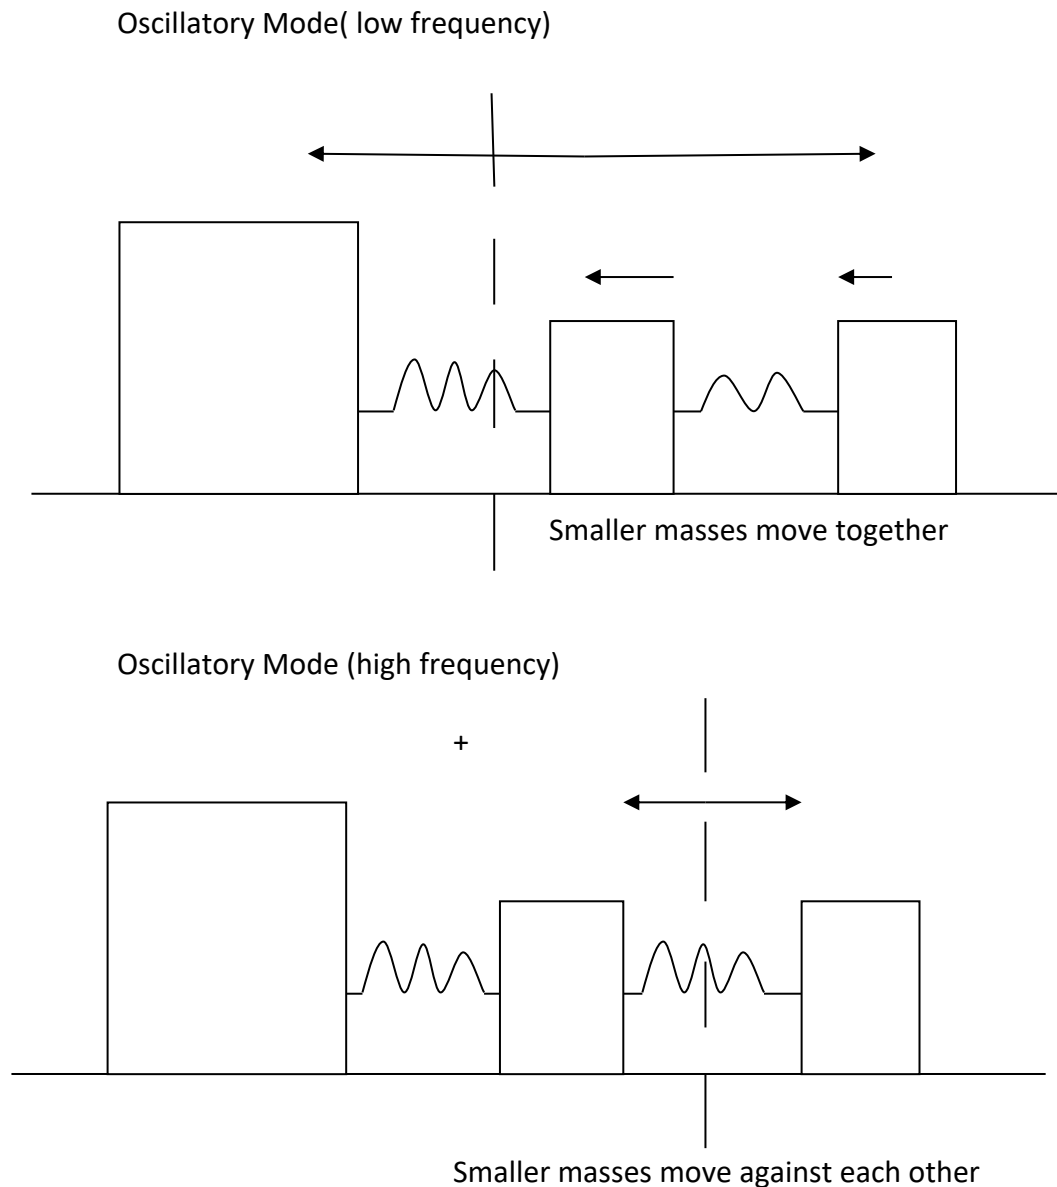 Oscillatory Mode( low frequency)
Smaller masses move together
Oscillatory Mode (high frequency)
+
Smaller masses move against each other